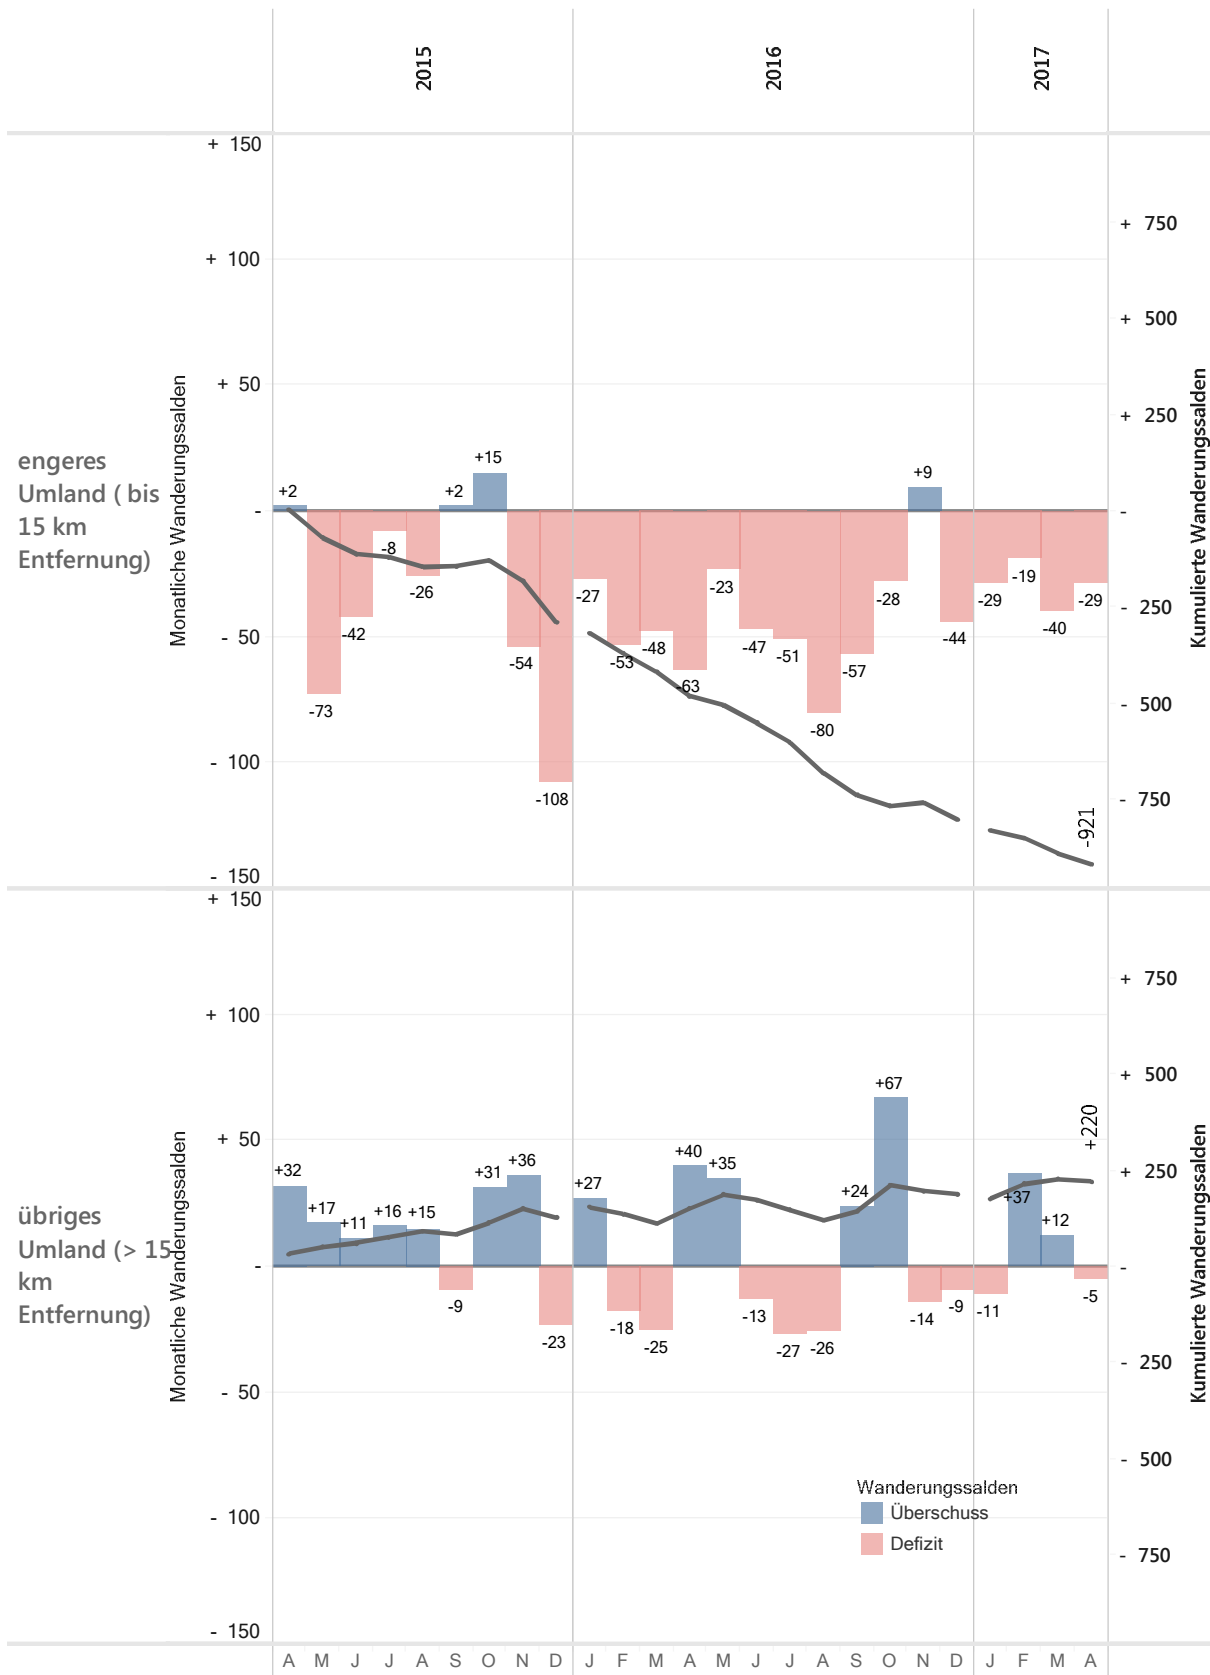 2015 2016 2017
+ 150
+ 100
+ 50
-
- 50
- 100
- 150
Monatliche Wanderungssalden
engeres
Umland ( bis
15 km
Entfernung)
+2 -73 -42 -8 -26 +2 +15 -54 -108 -27 -53 -48 -63 -23 -47 -51 -80 -57 -28 +9 -44 -29 -19 -40 -29
-921
+ 750
+ 500
+ 250
-
- 250
- 500
- 750
Kumulierte Wanderungssalden
+ 150
+ 100
+ 50
-
- 50
- 100
- 150
Monatliche Wanderungssalden
übriges
Umland (> 15
km
Entfernung)
+32 +17 +11 +16 +15 -9 +31 +36 -23 +27 -18 -25 +40 +35 -13 -27 -26 +24 +67 -14 -9 -11 +37 +12 -5
+220
+ 750
+ 500
+ 250
-
- 250
- 500
- 750
Kumulierte Wanderungssalden
Wanderungssalden
Überschuss
Defizit
A M J J A S O N D J F M A M J J A S O N D J F M A